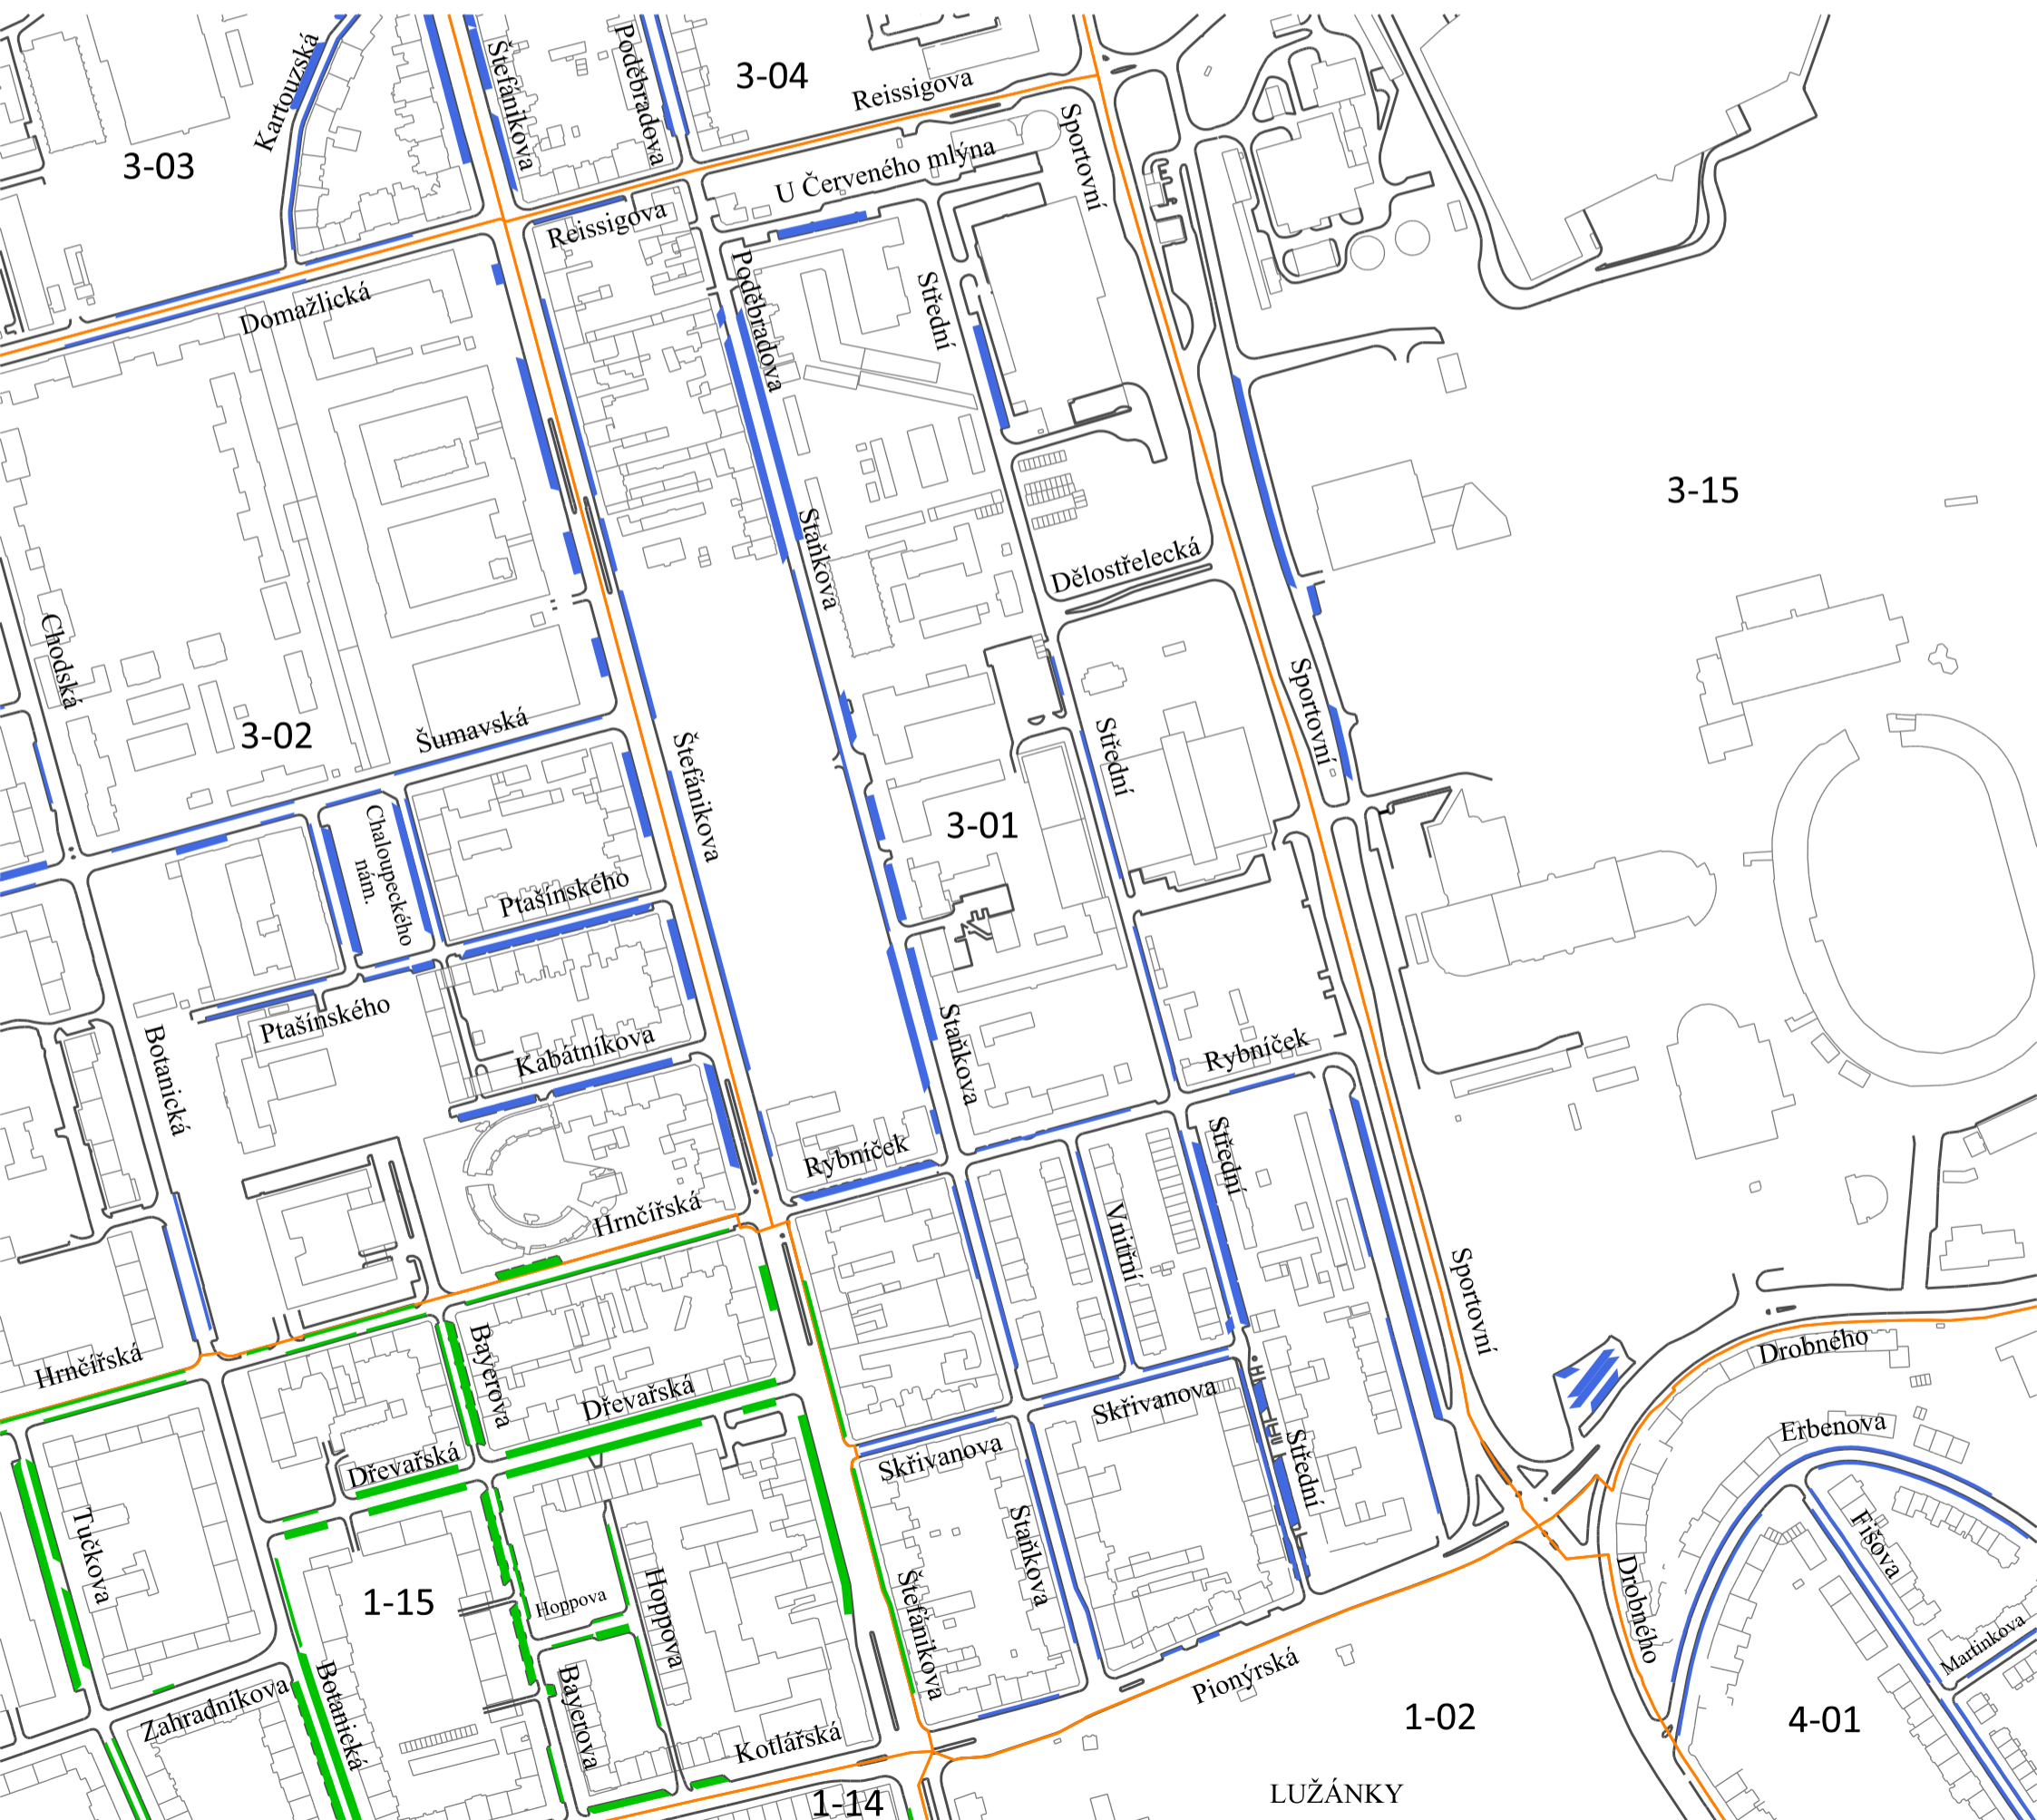 Kartouzská
Štefánikova
Poděbradova
3-04
Reissigova
Sportovní
3-03
U Červeného mlýna
Reissigova
Domažlická
Poděbradova
Střední
3-15
Staňkova
Dělostřelecká
Chodská
3-02
Šumavská
Štefánikova
Střední
Sportovní
Chaloupeckého
nám.
3-01
Ptašínského
Ptašínského
Botanická
Kabátníkova
Staňkova
Rybníček
Rybníček
Střední
Hrnčířská
Vnitřní
Sportovní
Hrnčířská
Bayerova
Drobného
Dřevařská
Skřivanova
Erbenova
Dřevařská
Skřivanova
Střední
Tučkova
Staňkova
Fišova
1-15
Hoppova
Hoppova
Štefánikova
Drobného
Martinkova
Zahradníkova
Botanická
Bayerova
Pionýrská
Kotlářská
1-02
4-01
1-14
LUŽÁNKY